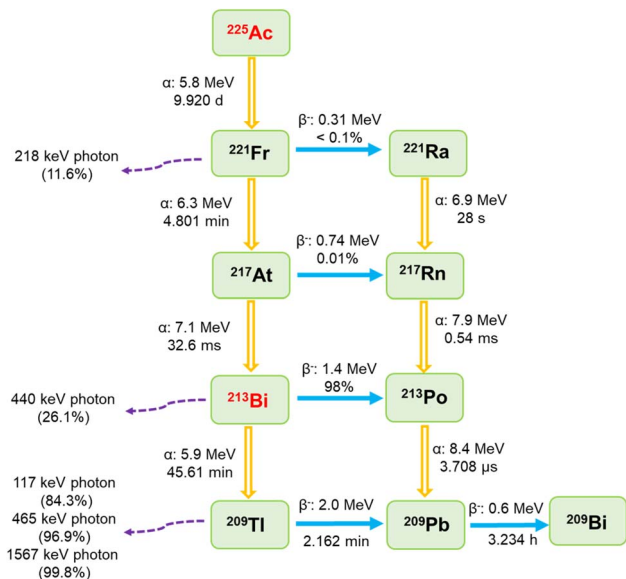 ²²⁵Ac
α: 5.8 MeV
9.920 d
²²¹Fr
β⁻: 0.31 MeV
< 0.1%
²²¹Ra
218 keV photon
(11.6%)
α: 6.3 MeV
4.801 min
α: 6.9 MeV
28 s
²¹⁷At
β⁻: 0.74 MeV
0.01%
²¹⁷Rn
α: 7.1 MeV
32.6 ms
α: 7.9 MeV
0.54 ms
440 keV photon
(26.1%)
²¹³Bi
β⁻: 1.4 MeV
98%
²¹³Po
α: 5.9 MeV
45.61 min
α: 8.4 MeV
3.708 µs
117 keV photon
(84.3%)
465 keV photon
(96.9%)
1567 keV photon
(99.8%)
²⁰⁹Tl
β⁻: 2.0 MeV
2.162 min
²⁰⁹Pb
β⁻: 0.6 MeV
3.234 h
²⁰⁹Bi